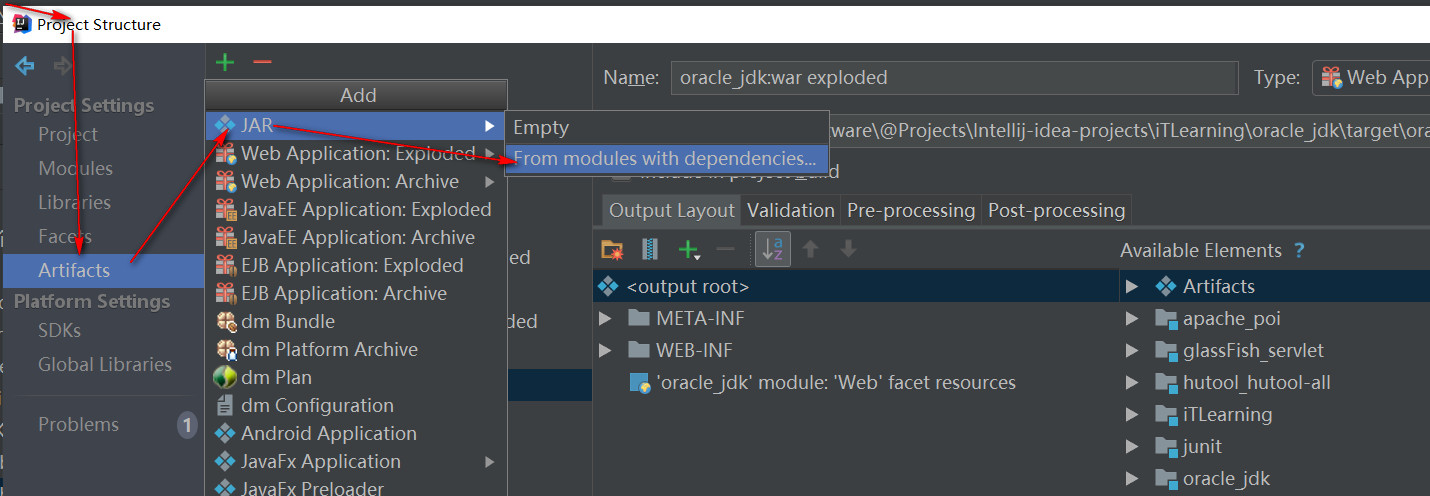 Project Structure
Project Settings
Project
Modules
Libraries
Facets
Artifacts
Platform Settings
SDKs
Global Libraries
Problems
1
Add
JAR
Web Application: Exploded
Web Application: Archive
JavaEE Application: Exploded
JavaEE Application: Archive
EJB Application: Exploded
EJB Application: Archive
dm Bundle
dm Platform Archive
dm Plan
dm Configuration
Android Application
JavaFx Application
JavaFx Preloader
Empty
From modules with dependencies...
ed
ded
Name:
oracle_jdk:war exploded
Type:
Web App
ware\@Projects\Intellij-idea-projects\iTLearning\oracle_jdk\target\ora
Output Layout
Validation
Pre-processing
Post-processing
Available Elements ?
<output root>
META-INF
WEB-INF
'oracle_jdk' module: 'Web' facet resources
Artifacts
apache_poi
glassFish_servlet
hutool_hutool-all
iTLearning
junit
oracle_jdk